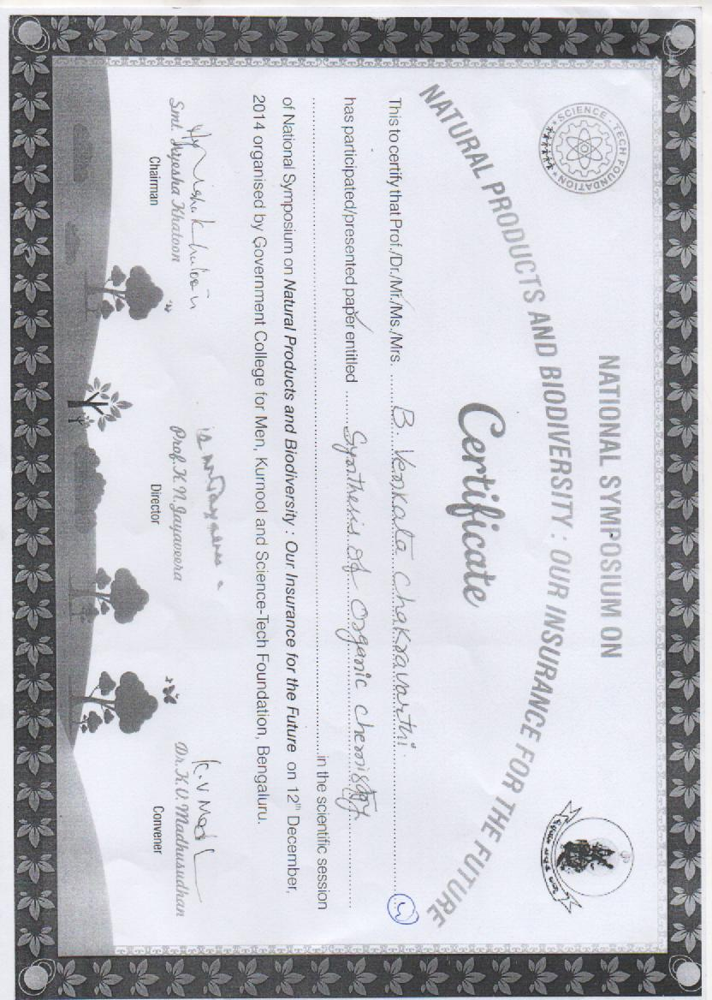 SCIENCE - TECH FOUNDATION
NATIONAL SYMPOSIUM ON
NATURAL PRODUCTS AND BIODIVERSITY : OUR INSURANCE FOR THE FUTURE
Certificate
This to certify that Prof./Dr./Mr./Ms./Mrs. B. Venkata Chakravarthi
has participated/presented paper entitled Synthesis of Organic chemistry
in the scientific session
of National Symposium on Natural Products and Biodiversity : Our Insurance for the Future on 12th December,
2014 organised by Government College for Men, Kurnool and Science-Tech Foundation, Bengaluru.
Smt. Ayesha Khatoon
Chairman
Prof. K.N. Jayaveera
Director
Dr. K.V. Madhusudhan
Convener